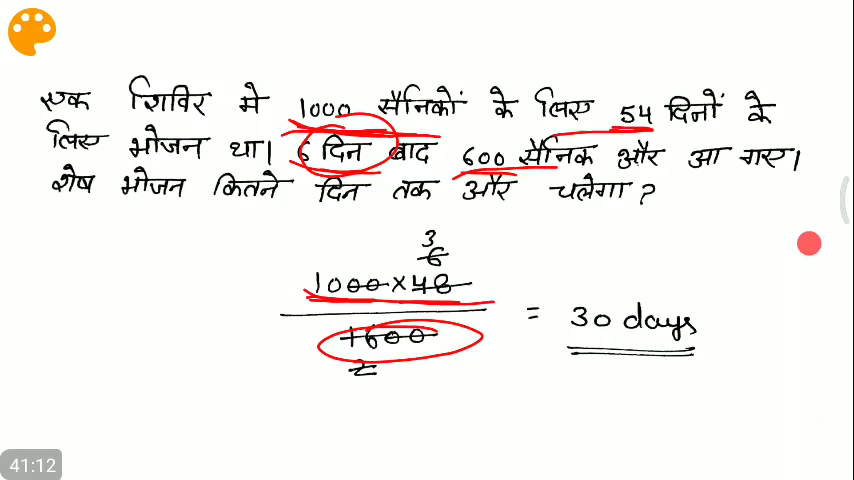 एक शिविर मे 1000 सैनिकों के लिए 54 दिनों के
लिए भोजन था। 6 दिन बाद 600 सैनिक और आ गए।
शेष भोजन कितने दिन तक और चलेगा?
3
6
1000 × 48
1600
2
= 30 days
41:12